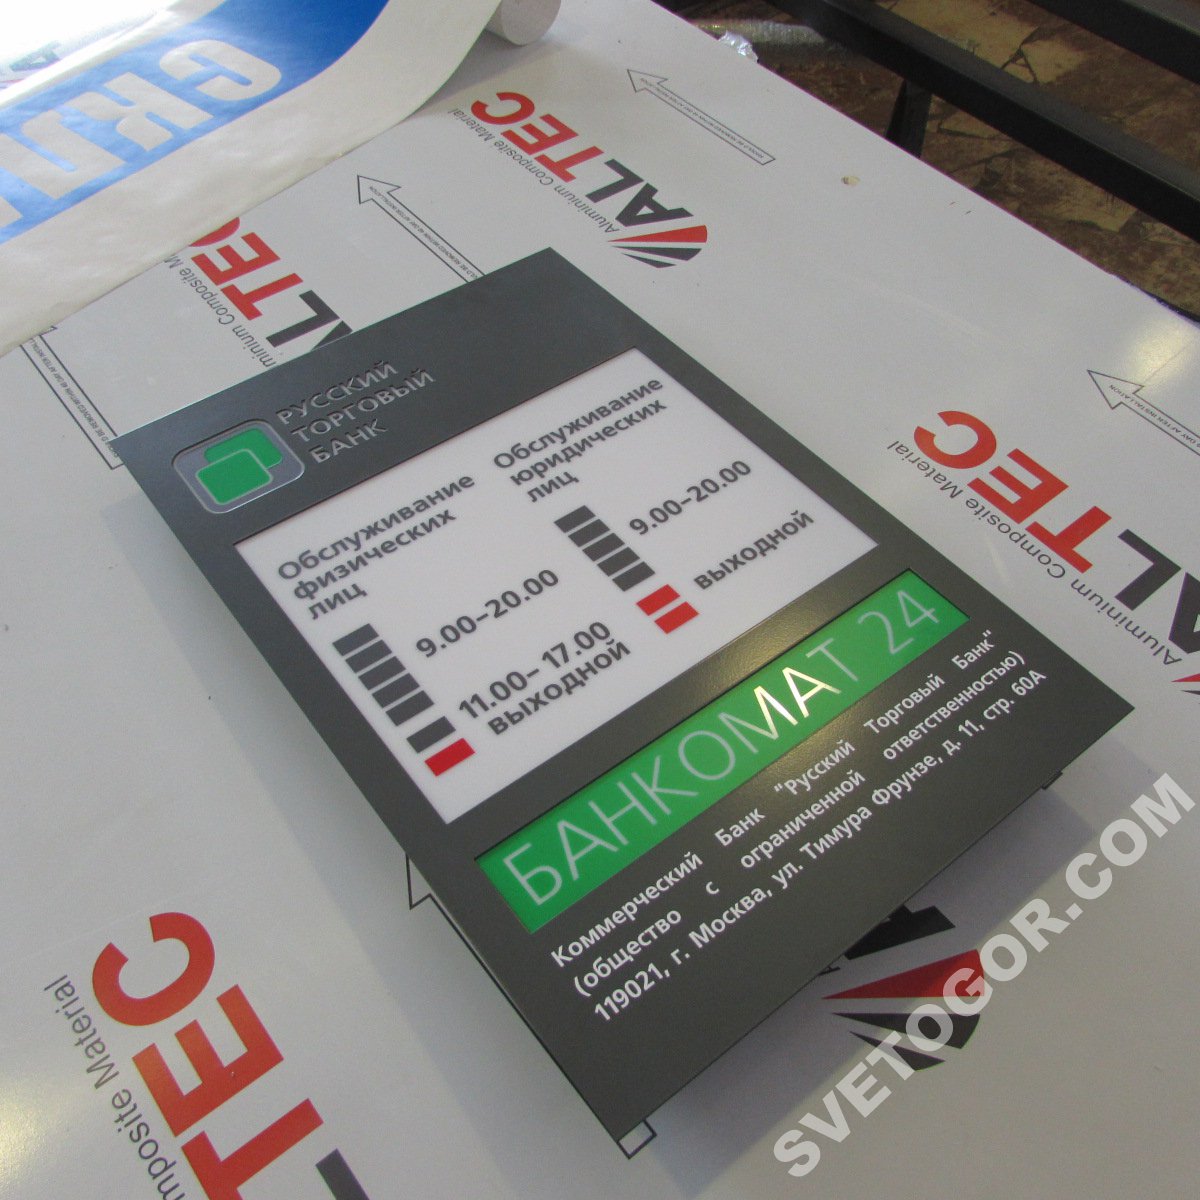 СКЛ
ALTEC
Aluminium Composite Material
ALTEC
minium Composite Material
РУССКИЙ
ТОРГОВЫЙ
БАНК
Обслуживание
физических
лиц
9.00–20.00
11.00– 17.00
ВЫХОДНОЙ
Обслуживание
юридических
лиц
9.00–20.00
ВЫХОДНОЙ
БАНКОМАТ 24
Коммерческий Банк "Русский Торговый Банк"
(общество с ограниченной ответственностью)
119021, г. Москва, ул. Тимура Фрунзе, д. 11, стр. 60А
ALTEC
Aluminium Composite Material
TEC
Composite Material
SVETOGOR.COM